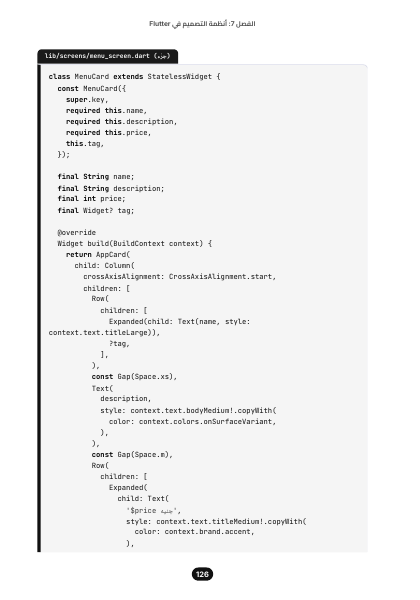 الفصل 7: أنظمة التصميم في Flutter
lib/screens/menu_screen.dart (جزء)
class MenuCard extends StatelessWidget {
  const MenuCard({
    super.key,
    required this.name,
    required this.description,
    required this.price,
    this.tag,
  });

  final String name;
  final String description;
  final int price;
  final Widget? tag;

  @override
  Widget build(BuildContext context) {
    return AppCard(
      child: Column(
        crossAxisAlignment: CrossAxisAlignment.start,
        children: [
          Row(
            children: [
              Expanded(child: Text(name, style:
context.text.titleLarge)),
              ?tag,
            ],
          ),
          const Gap(Space.xs),
          Text(
            description,
            style: context.text.bodyMedium!.copyWith(
              color: context.colors.onSurfaceVariant,
            ),
          ),
          const Gap(Space.m),
          Row(
            children: [
              Expanded(
                child: Text(
                  '$price جنيه',
                  style: context.text.titleMedium!.copyWith(
                    color: context.brand.accent,
                  ),
126